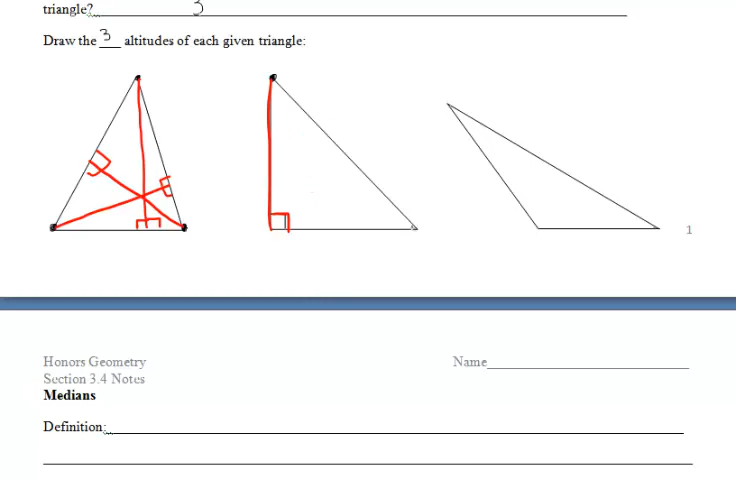 triangle? 3
Draw the 3 altitudes of each given triangle:
1
Honors Geometry
Name
Section 3.4 Notes
Medians
Definition: